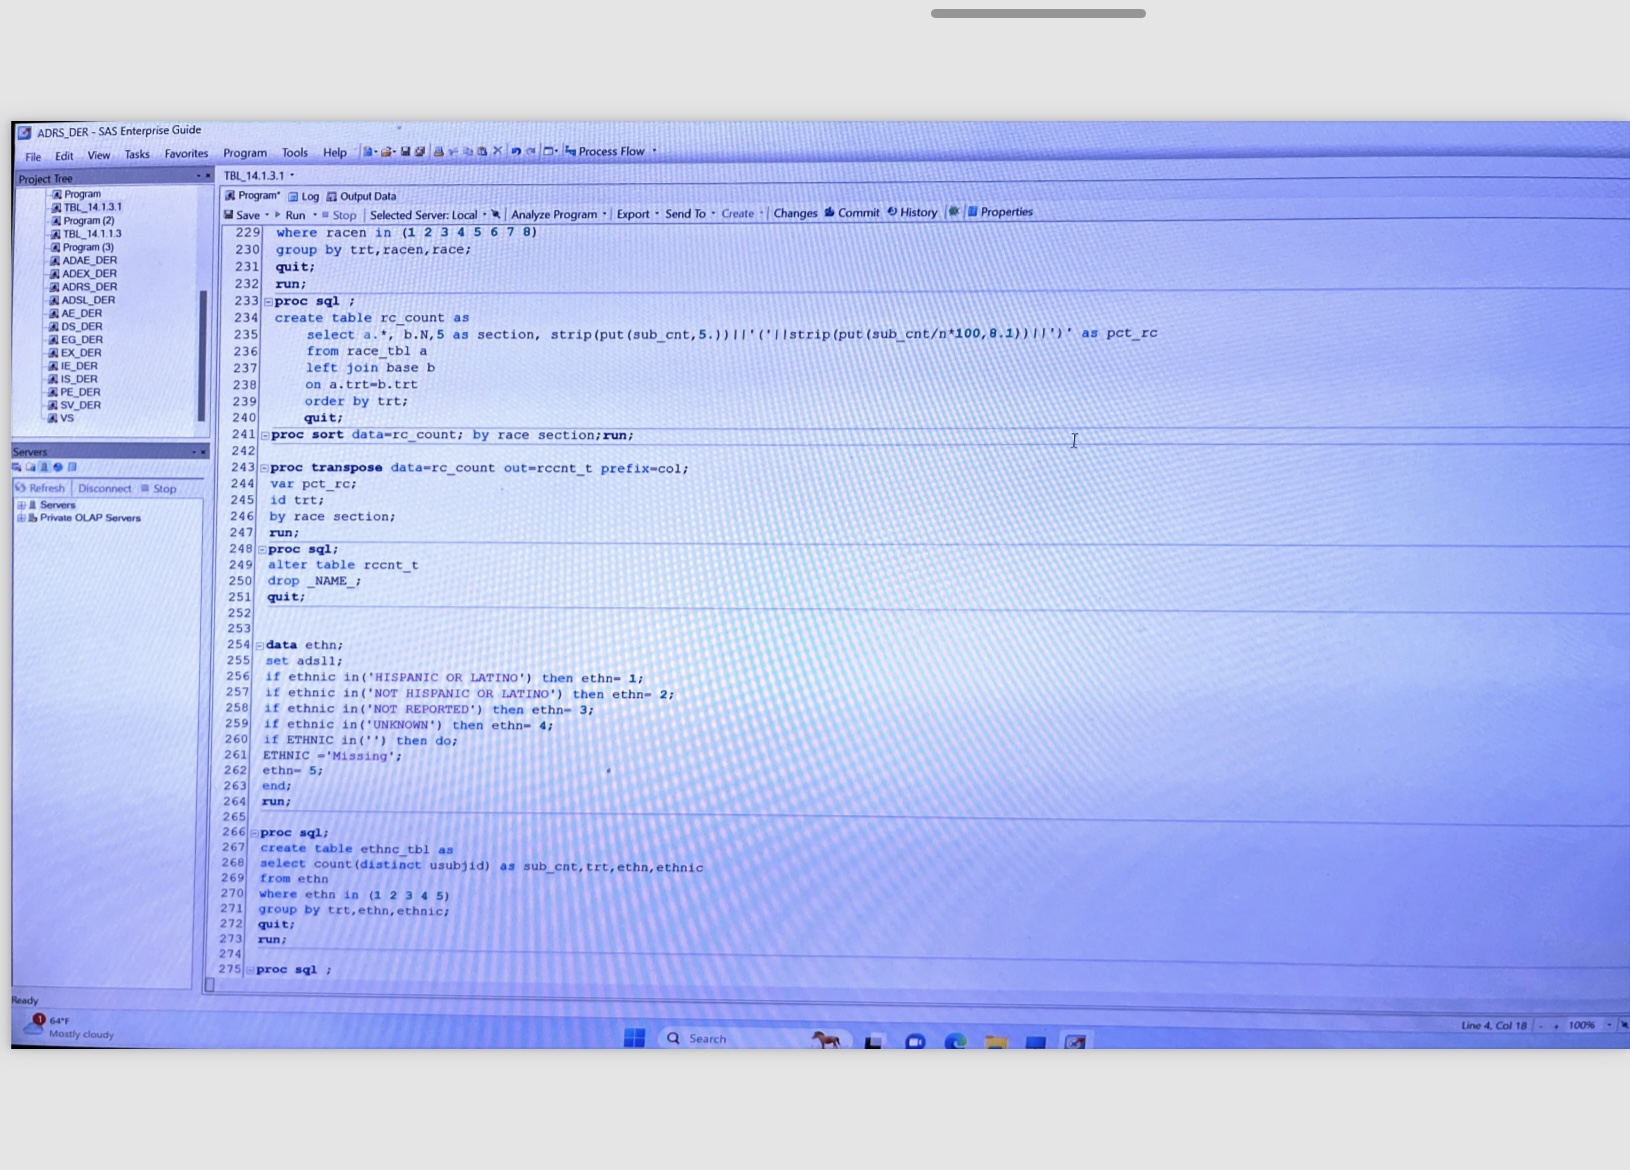 ADRS_DER - SAS Enterprise Guide
File Edit View Tasks Favorites Program Tools Help Process Flow
Project Tree
Program
TBL_14.1.3.1
Program (2)
TBL_14.1.1.3
Program (3)
ADAE_DER
ADEX_DER
ADRS_DER
ADSL_DER
AE_DER
DS_DER
EG_DER
EX_DER
IE_DER
IS_DER
PE_DER
SV_DER
VS
Servers
Refresh Disconnect Stop
Servers
Private OLAP Servers
TBL_14.1.3.1
Program* Log Output Data
Save Run Stop Selected Server: Local Analyze Program Export Send To Create Changes Commit History Properties
229 where racen in (1 2 3 4 5 6 7 8)
230 group by trt,racen,race;
231 quit;
232 run;
233 proc sql ;
234 create table rc_count as
235 select a.*, b.N,5 as section, strip(put(sub_cnt,5.))||'('||strip(put(sub_cnt/n*100,8.1))||')' as pct_rc
236 from race_tbl a
237 left join base b
238 on a.trt=b.trt
239 order by trt;
240 quit;
241 proc sort data=rc_count; by race section;run;
242
243 proc transpose data=rc_count out=rccnt_t prefix=col;
244 var pct_rc;
245 id trt;
246 by race section;
247 run;
248 proc sql;
249 alter table rccnt_t
250 drop _NAME_;
251 quit;
252
253
254 data ethn;
255 set adsl1;
256 if ethnic in('HISPANIC OR LATINO') then ethn= 1;
257 if ethnic in('NOT HISPANIC OR LATINO') then ethn= 2;
258 if ethnic in('NOT REPORTED') then ethn= 3;
259 if ethnic in('UNKNOWN') then ethn= 4;
260 if ETHNIC in('') then do;
261 ETHNIC ='Missing';
262 ethn= 5;
263 end;
264 run;
265
266 proc sql;
267 create table ethnc_tbl as
268 select count(distinct usubjid) as sub_cnt,trt,ethn,ethnic
269 from ethn
270 where ethn in (1 2 3 4 5)
271 group by trt,ethn,ethnic;
272 quit;
273 run;
274
275 proc sql ;
Ready
Line 4, Col 18 - + 100%
1
64°F
Mostly cloudy
Search